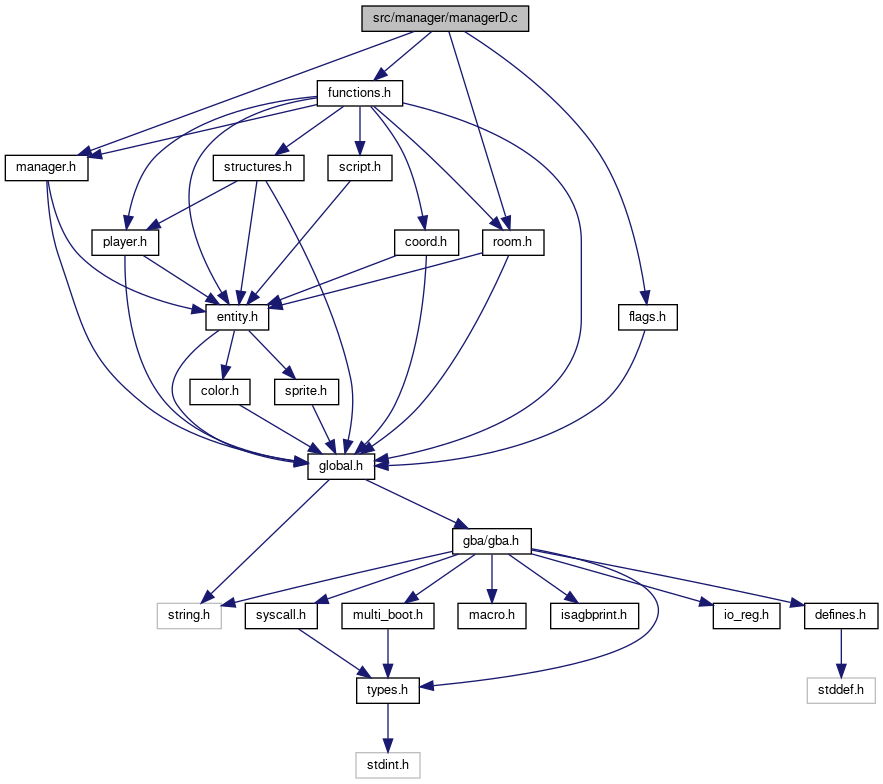 src/manager/managerD.c
functions.h
manager.h
structures.h
script.h
player.h
coord.h
room.h
entity.h
flags.h
color.h
sprite.h
global.h
gba/gba.h
string.h
syscall.h
multi_boot.h
macro.h
isagbprint.h
io_reg.h
defines.h
types.h
stddef.h
stdint.h